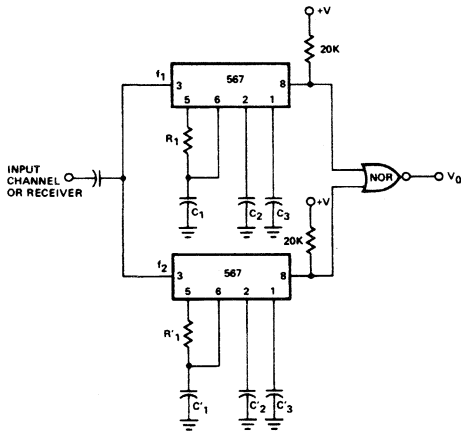 +V
20K
f1
567
3
8
5
6
2
1
R1
C1
C2
C3
INPUT
CHANNEL
OR RECEIVER
NOR
VO
+V
20K
f2
567
3
8
5
6
2
1
R'1
C'1
C'2
C'3